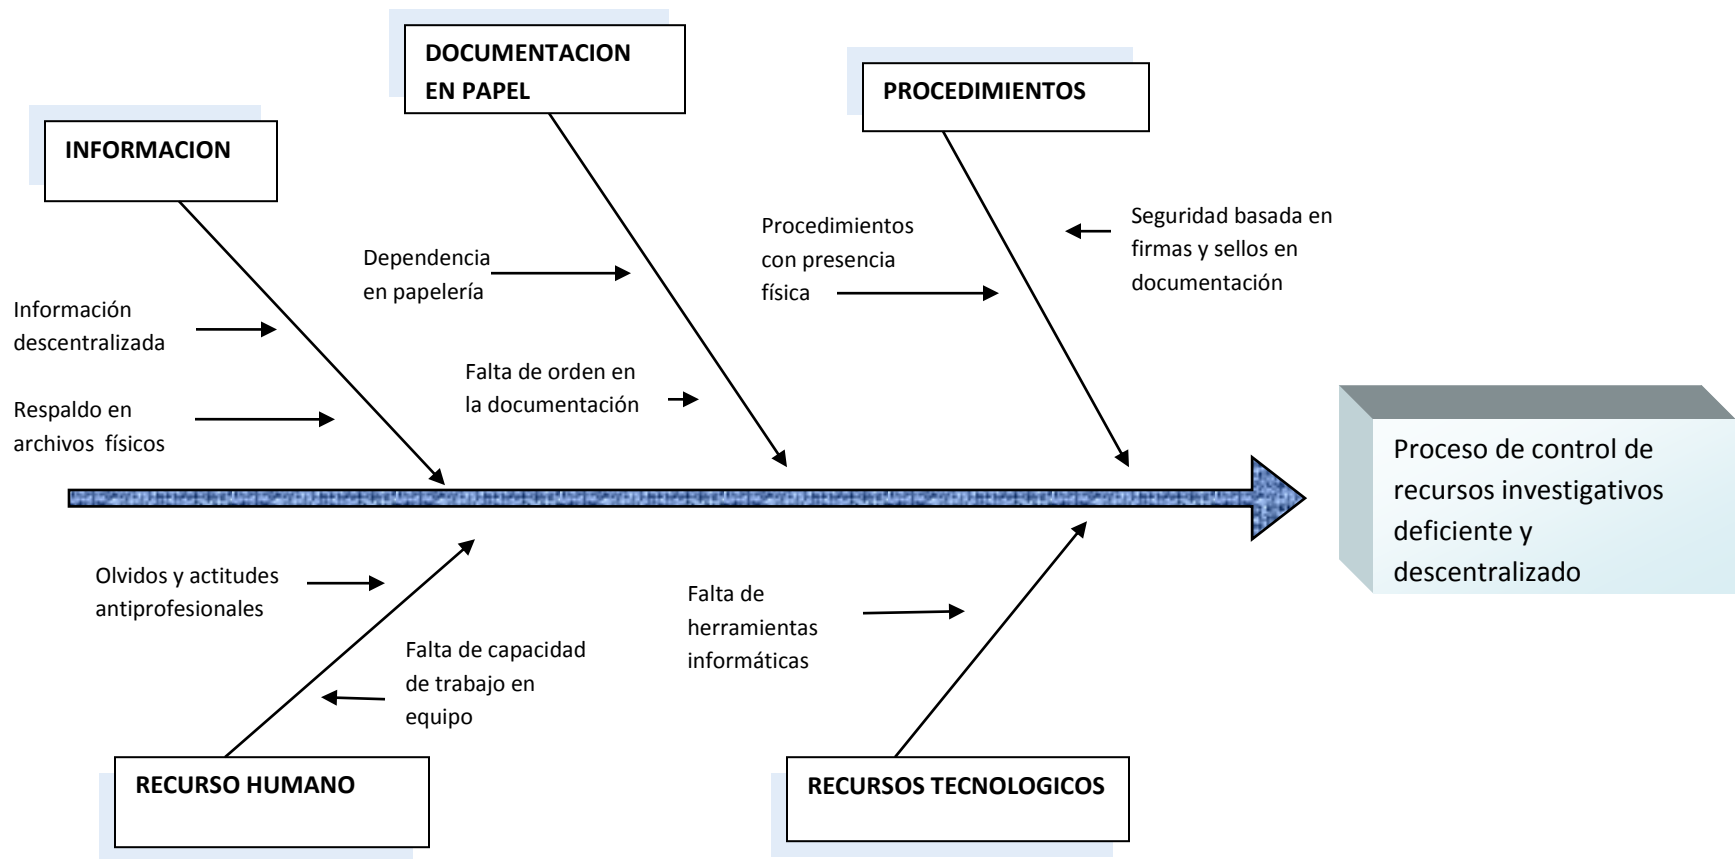 DOCUMENTACION
EN PAPEL
PROCEDIMIENTOS
INFORMACION
Seguridad basada en
firmas y sellos en
documentación
Procedimientos
con presencia
física
Dependencia
en papelería
Información
descentralizada
Falta de orden en
la documentación
Respaldo en
archivos físicos
Proceso de control de
recursos investigativos
deficiente y
descentralizado
Olvidos y actitudes
antiprofesionales
Falta de
herramientas
informáticas
Falta de capacidad
de trabajo en
equipo
RECURSO HUMANO
RECURSOS TECNOLOGICOS